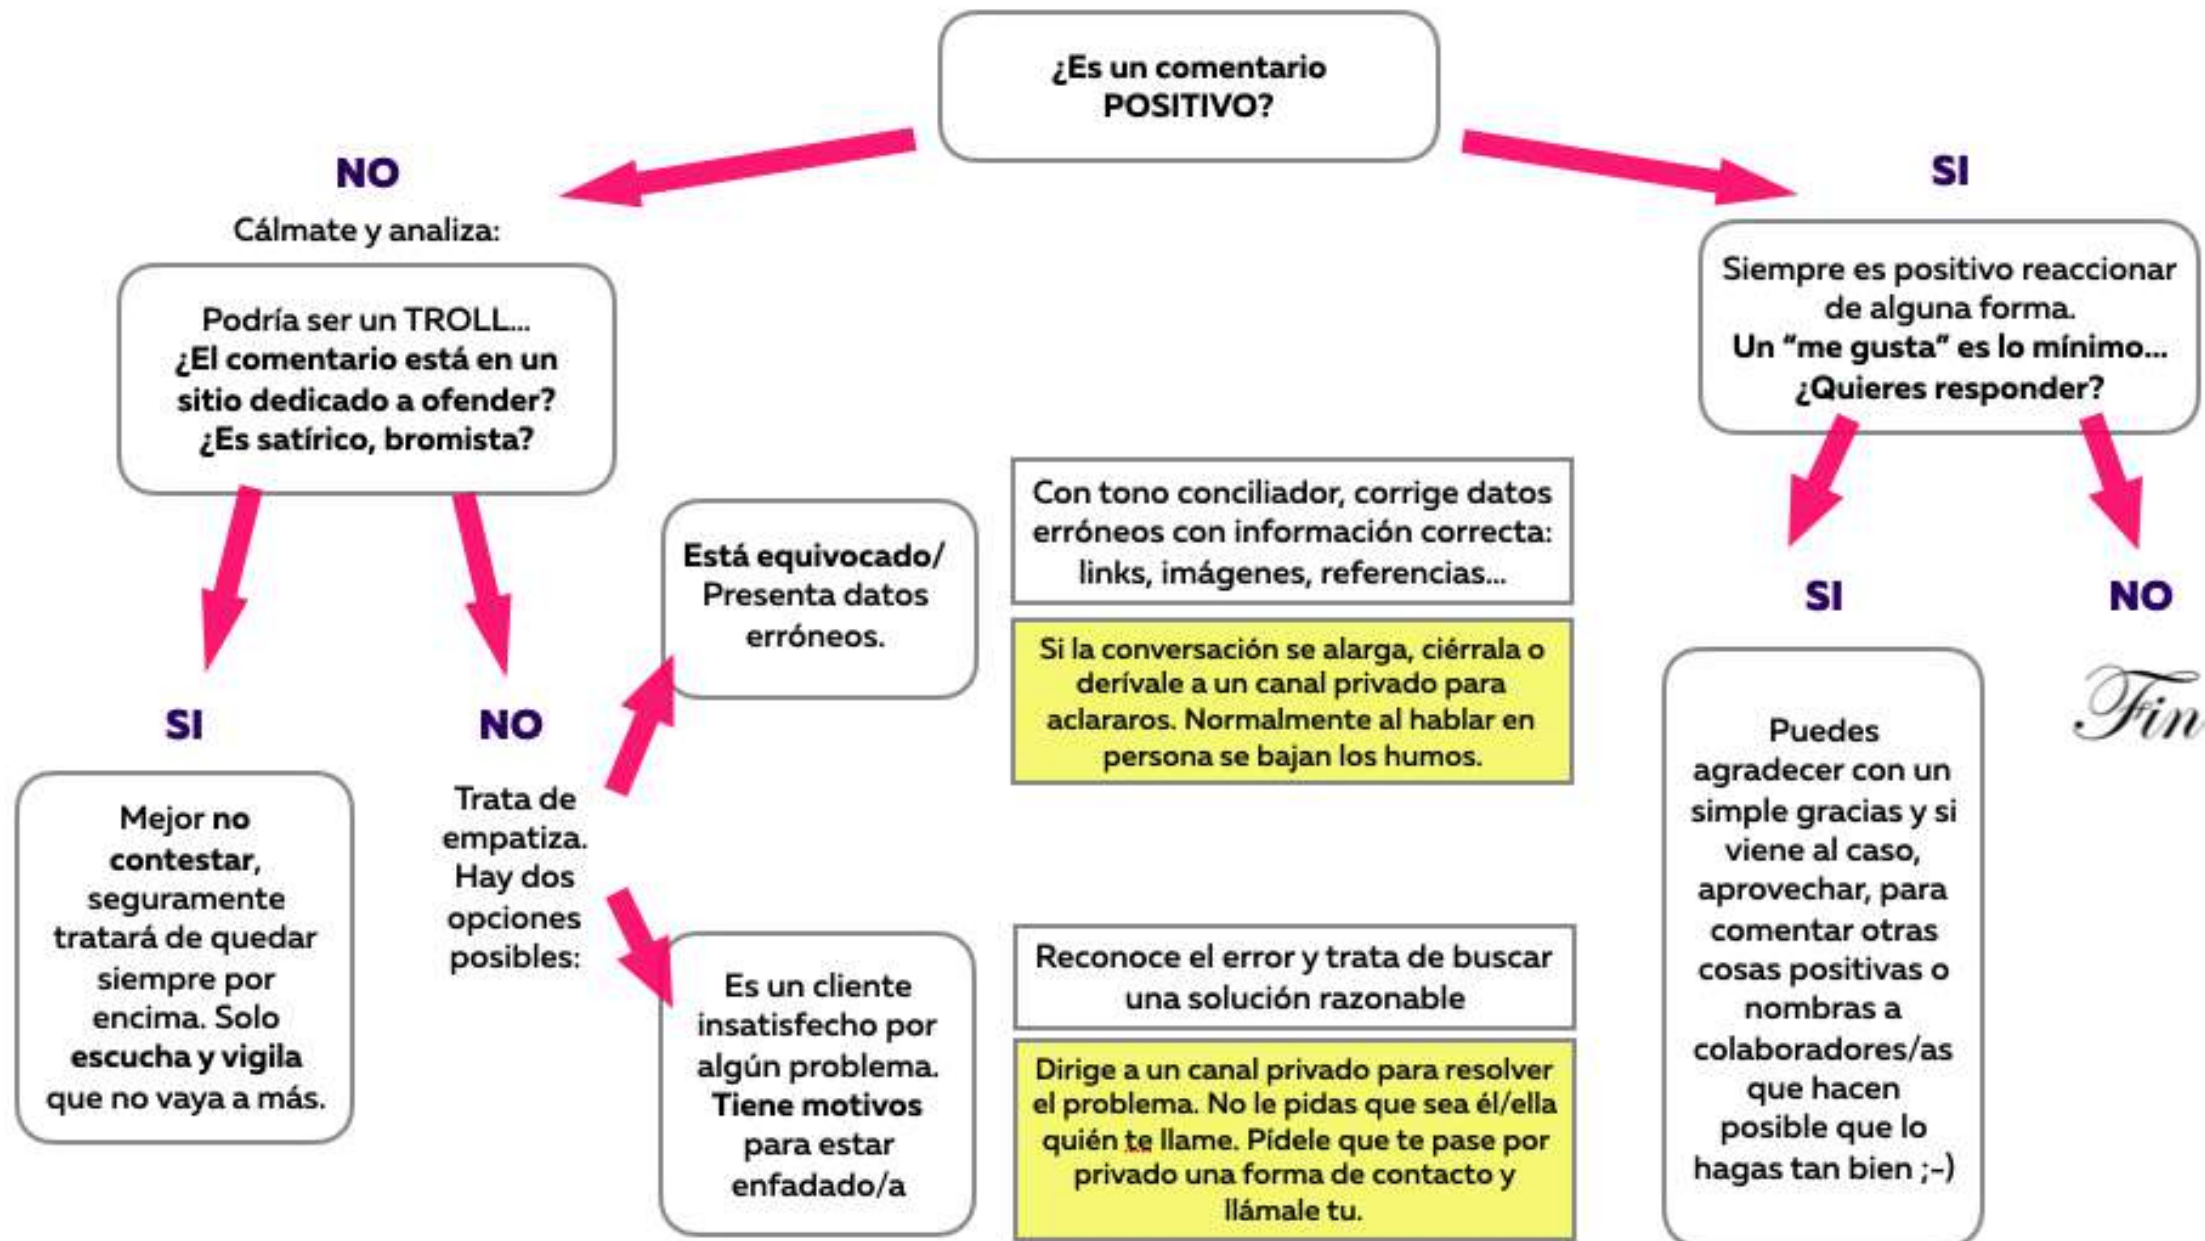 ¿Es un comentario
POSITIVO?
NO
Cálmate y analiza:
Podría ser un TROLL...
¿El comentario está en un
sitio dedicado a ofender?
¿Es satírico, bromista?
SI
Mejor no
contestar,
seguramente
tratará de quedar
siempre por
encima. Solo
escucha y vigila
que no vaya a más.
NO
Trata de
empatiza.
Hay dos
opciones
posibles:
Está equivocado/
Presenta datos
erróneos.
Con tono conciliador, corrige datos
erróneos con información correcta:
links, imágenes, referencias...
Si la conversación se alarga, ciérrala o
derívale a un canal privado para
aclararos. Normalmente al hablar en
persona se bajan los humos.
Es un cliente
insatisfecho por
algún problema.
Tiene motivos
para estar
enfadado/a
Reconoce el error y trata de buscar
una solución razonable
Dirige a un canal privado para resolver
el problema. No le pidas que sea él/ella
quién te llame. Pídele que te pase por
privado una forma de contacto y
llámale tu.
SI
Siempre es positivo reaccionar
de alguna forma.
Un “me gusta” es lo mínimo...
¿Quieres responder?
SI
Puedes
agradecer con un
simple gracias y si
viene al caso,
aprovechar, para
comentar otras
cosas positivas o
nombras a
colaboradores/as
que hacen
posible que lo
hagas tan bien ;-)
NO
Fin